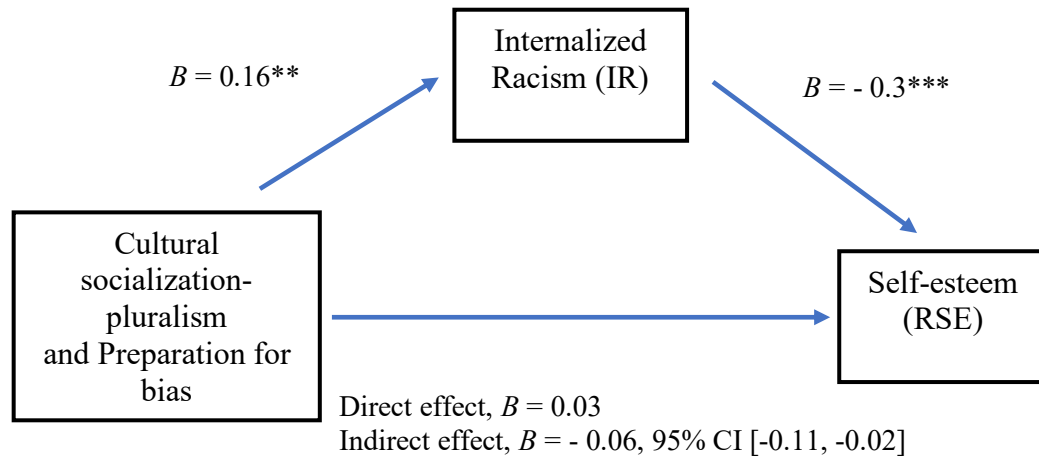 Internalized
Racism (IR)
B = 0.16**
B = - 0.3***
Cultural
socialization-
pluralism
and Preparation for
bias
Self-esteem
(RSE)
Direct effect, B = 0.03
Indirect effect, B = - 0.06, 95% CI [-0.11, -0.02]